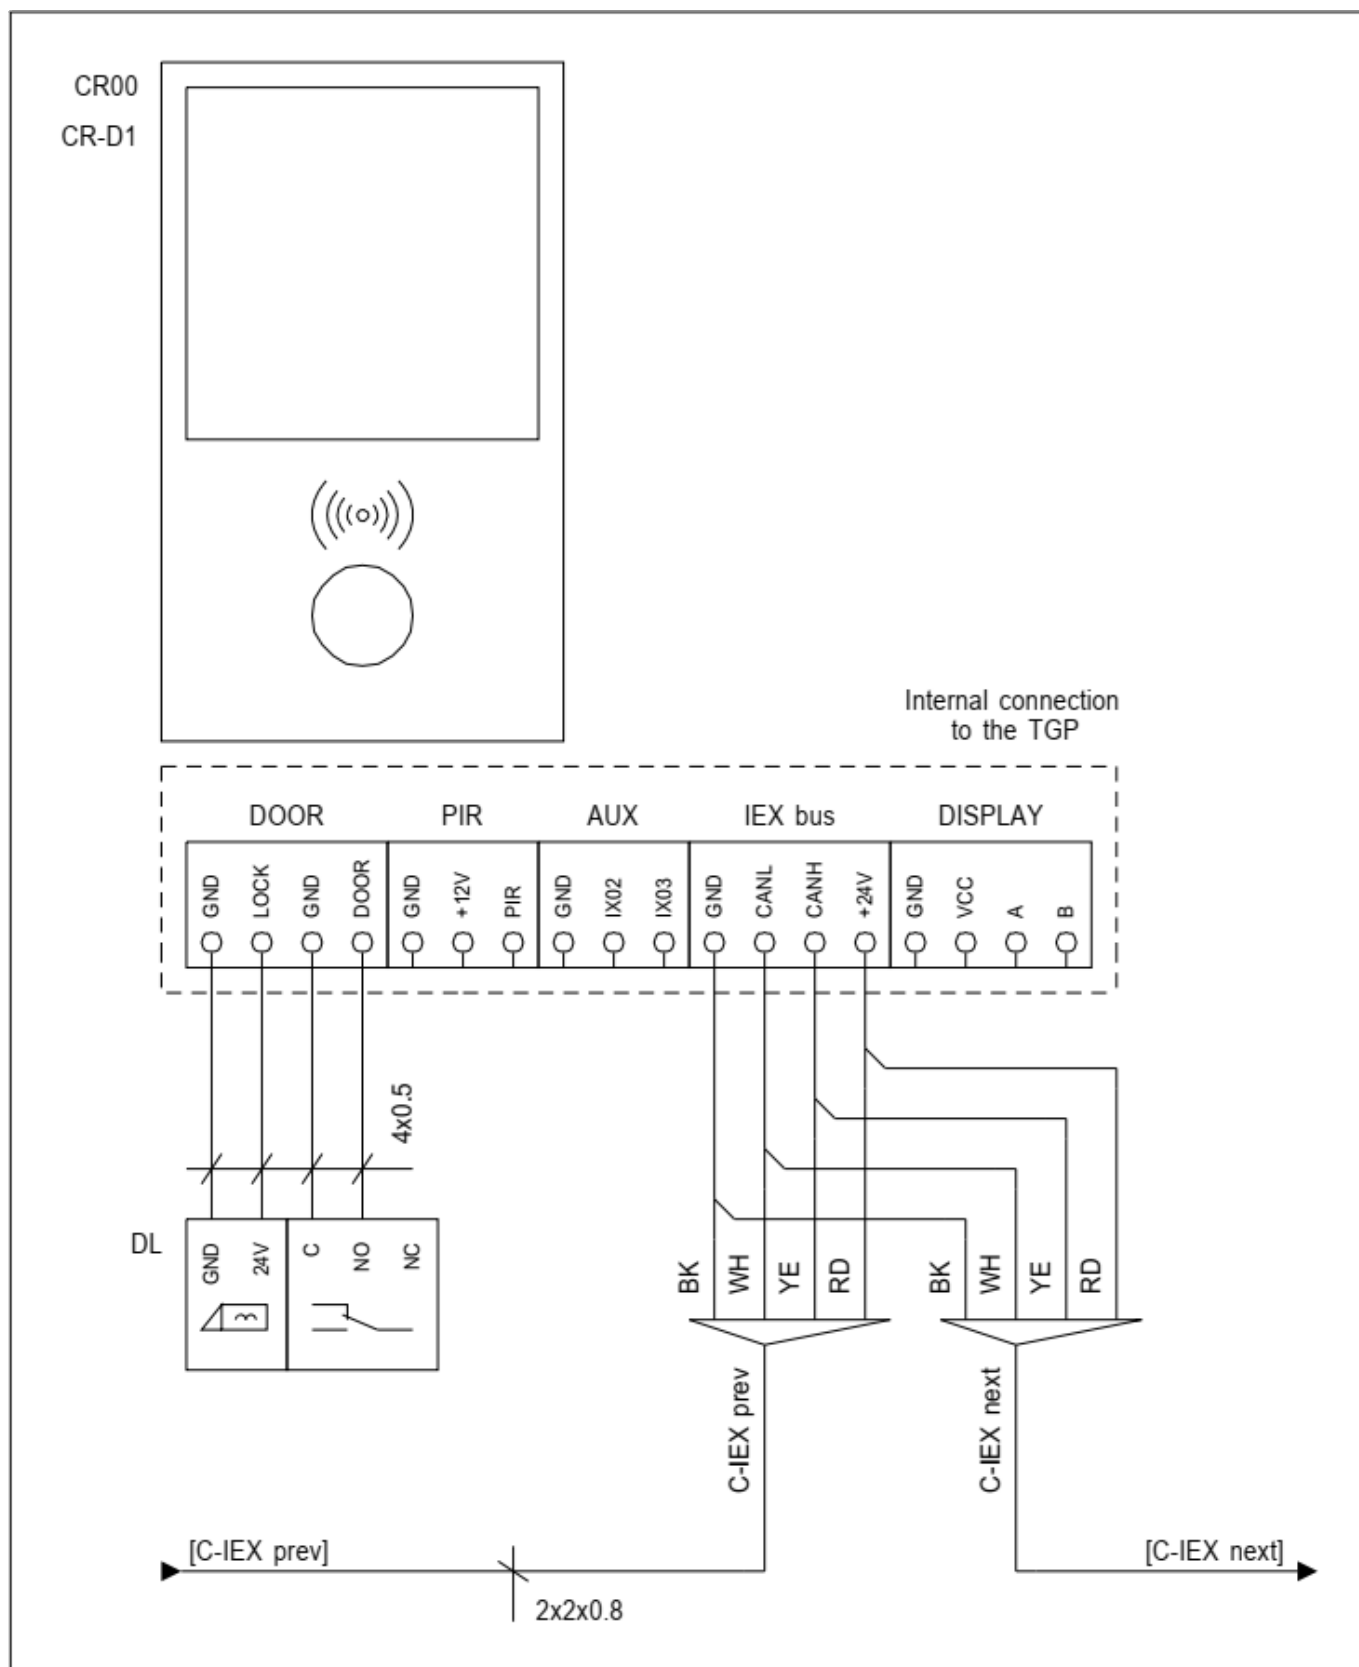 CR00
CR-D1
Internal connection
to the TGP
DOOR PIR AUX IEX bus DISPLAY
GND LOCK GND DOOR GND +12V PIR GND IX02 IX03 GND CANL CANH +24V GND VCC A B
4x0.5
DL
GND 24V C NO NC
BK WH YE RD BK WH YE RD
C-IEX prev
C-IEX next
[C-IEX prev]
[C-IEX next]
2x2x0.8